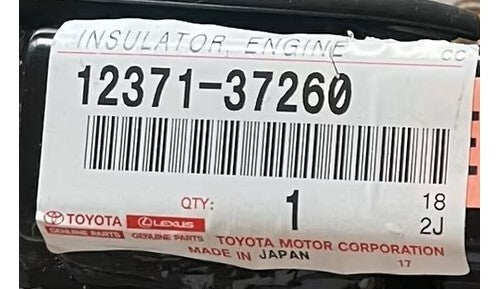 INSULATOR, ENGINE CC
12371-37260
QTY: 1 18
2J
TOYOTA LEXUS
GENUINE PARTS GENUINE PARTS TOYOTA MOTOR CORPORATION
MADE IN JAPAN 17